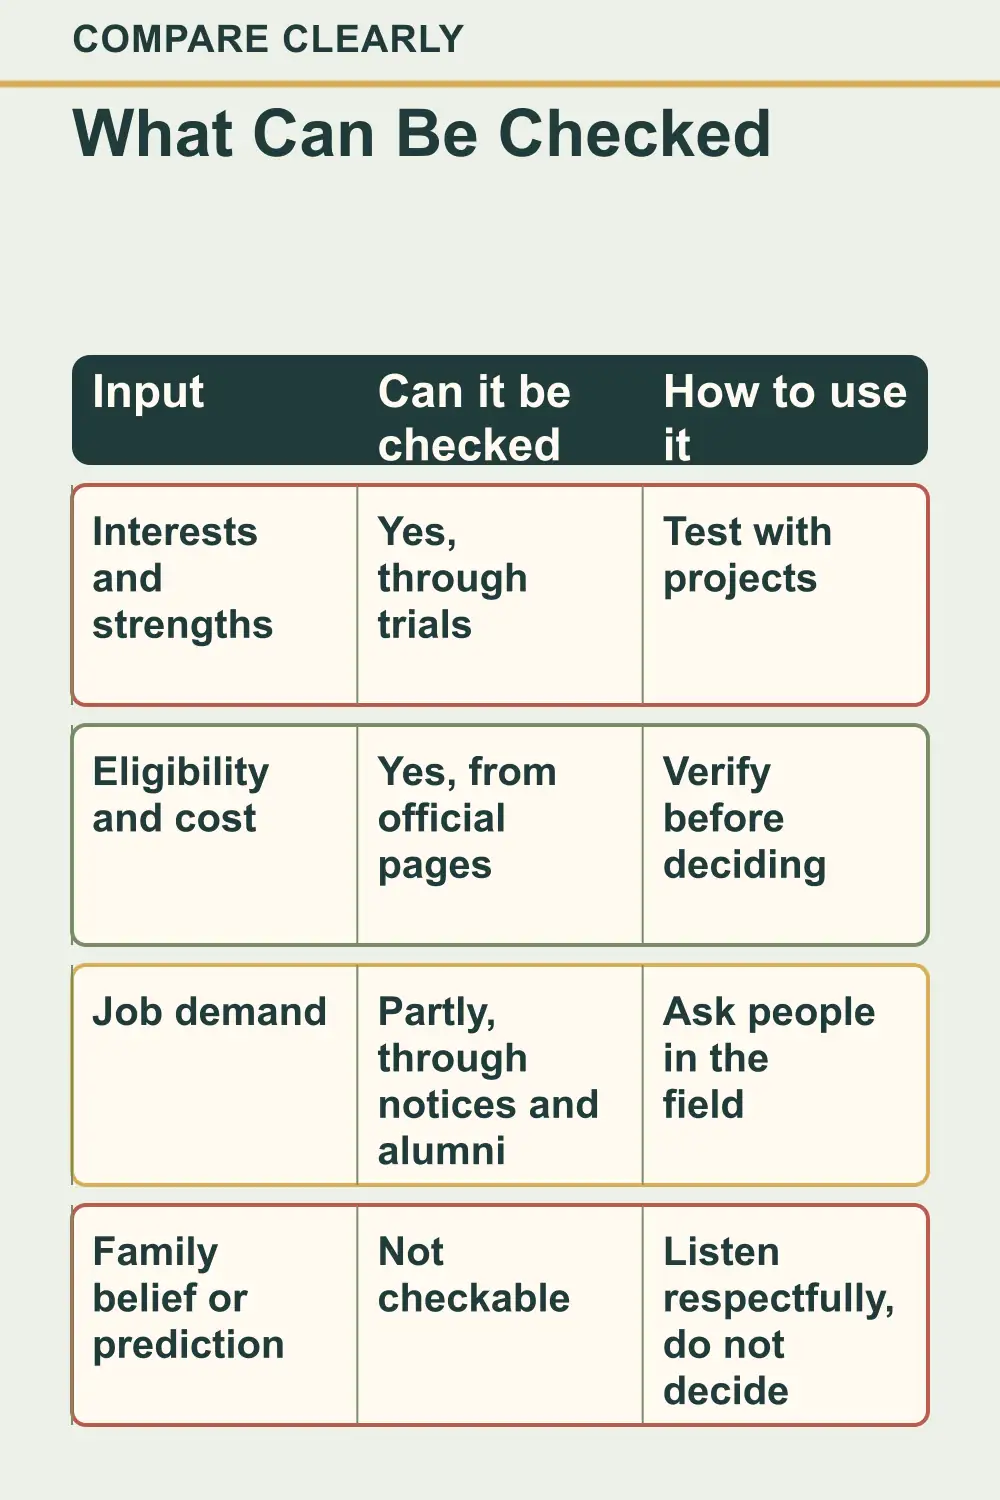 COMPARE CLEARLY
What Can Be Checked
Input
Can it be
checked
How to use
it
Interests
and
strengths
Yes,
through
trials
Test with
projects
Eligibility
and cost
Yes, from
official
pages
Verify
before
deciding
Job demand
Partly,
through
notices and
alumni
Ask people
in the
field
Family
belief or
prediction
Not
checkable
Listen
respectfully,
do not
decide